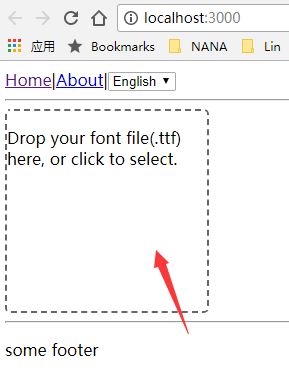 localhost:3000
应用 Bookmarks NANA Lin
Home|About|English
Drop your font file(.ttf)
here, or click to select.
some footer